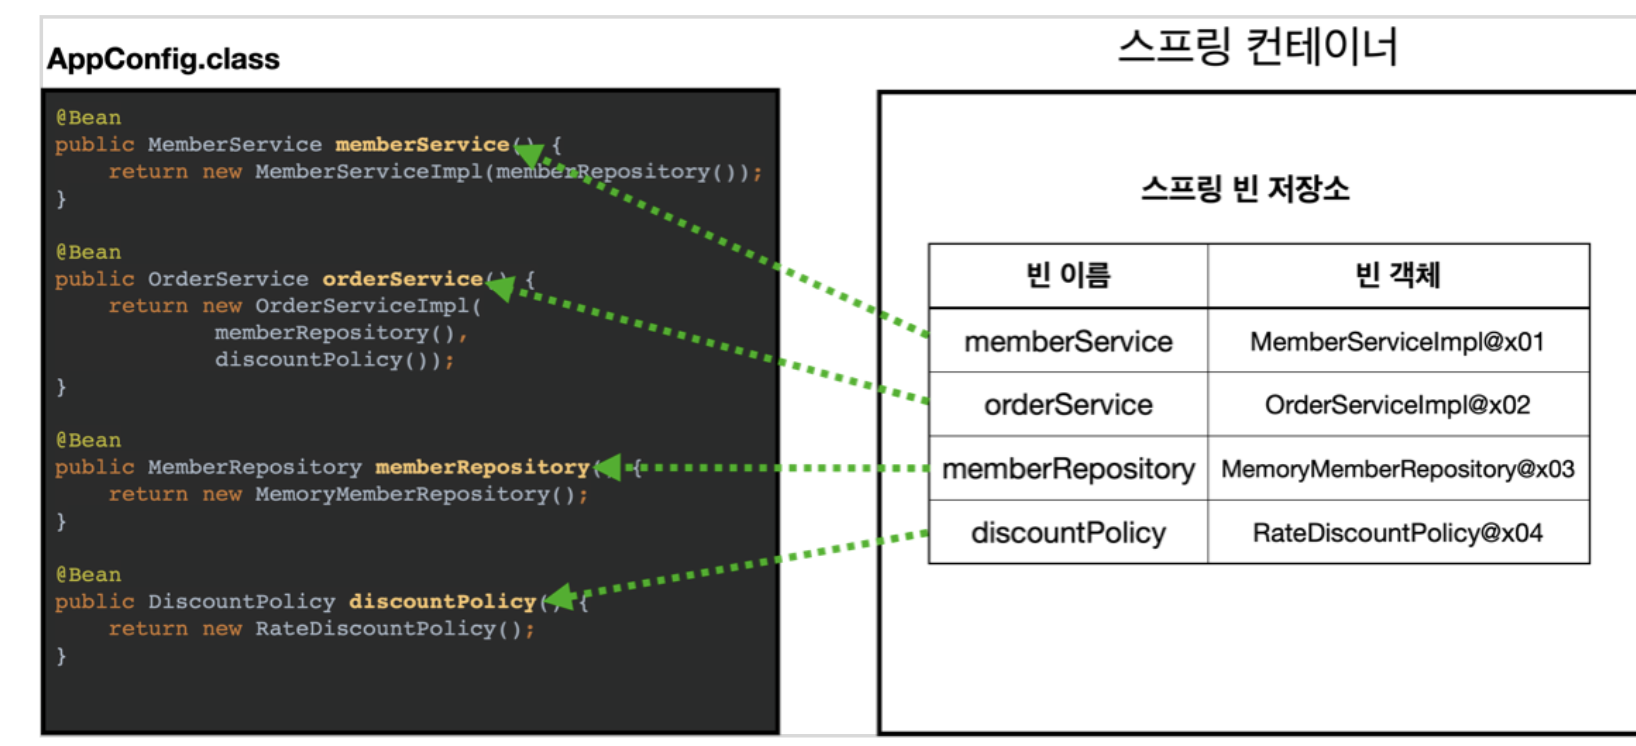 AppConfig.class
@Bean
public MemberService memberService() {
    return new MemberServiceImpl(memberRepository());
}
@Bean
public OrderService orderService() {
    return new OrderServiceImpl(
            memberRepository(),
            discountPolicy());
}
@Bean
public MemberRepository memberRepository() {
    return new MemoryMemberRepository();
}
@Bean
public DiscountPolicy discountPolicy() {
    return new RateDiscountPolicy();
}
스프링 컨테이너
스프링 빈 저장소
빈 이름 빈 객체
memberService MemberServiceImpl@x01
orderService OrderServiceImpl@x02
memberRepository MemoryMemberRepository@x03
discountPolicy RateDiscountPolicy@x04